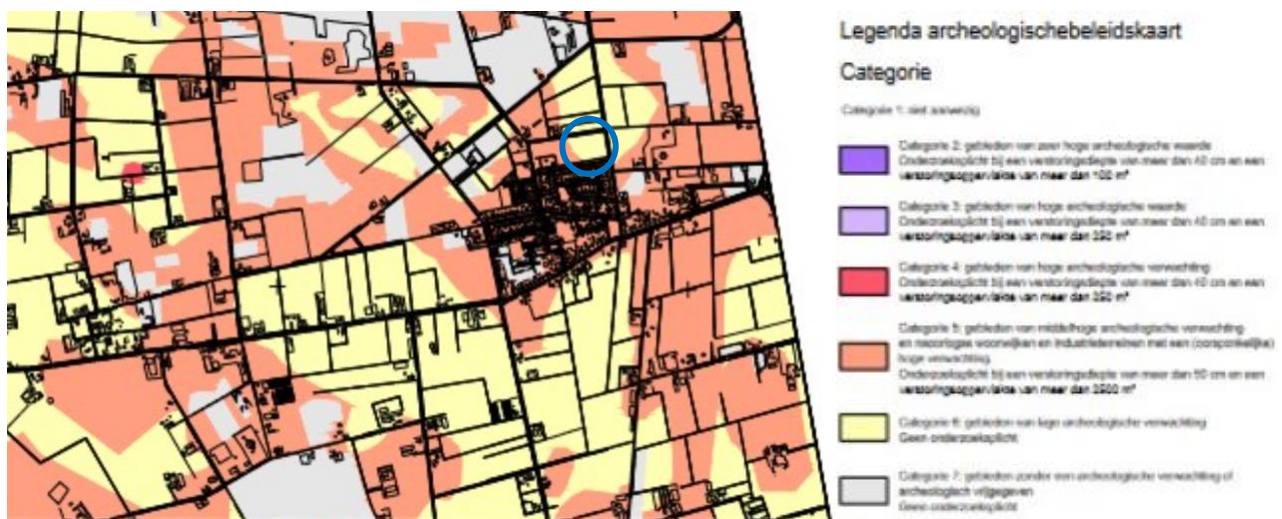 Legenda archeologischebeleidskaart
Categorie
Categorie 1: niet aanwezig
Categorie 2: gebieden van zeer hoge archeologische waarde
Onderzoeksplicht bij een verstoringsdiepte van meer dan 40 cm en een
verstoringsoppervlakte van meer dan 100 m²
Categorie 3: gebieden van hoge archeologische waarde
Onderzoeksplicht bij een verstoringsdiepte van meer dan 40 cm en een
verstoringsoppervlakte van meer dan 250 m²
Categorie 4: gebieden van hoge archeologische verwachting
Onderzoeksplicht bij een verstoringsdiepte van meer dan 40 cm en een
verstoringsoppervlakte van meer dan m²
Categorie 5: gebieden van middelhoge archeologische verwachting
en naoorlogse woonwijken en industrieterreinen met een (oorspronkelijke)
hoge verwachting.
Onderzoeksplicht bij een verstoringsdiepte van meer dan 50 cm en een
verstoringsoppervlakte van meer dan 2500 m²
Categorie 6: gebieden van lage archeologische verwachting
Geen onderzoeksplicht
Categorie 7: gebieden zonder een archeologische verwachting of
archeologisch vrijgegeven
Geen onderzoeksplicht